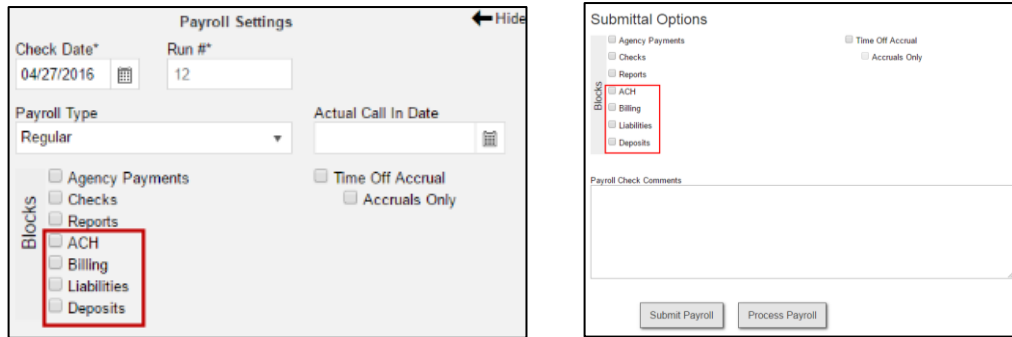 Payroll Settings
Hide
Check Date*
Run #*
04/27/2016
12
Payroll Type
Actual Call In Date
Regular
Blocks
Agency Payments
Time Off Accrual
Checks
Accruals Only
Reports
ACH
Billing
Liabilities
Deposits
Submittal Options
Blocks
Agency Payments
Time Off Accrual
Checks
Accruals Only
Reports
ACH
Billing
Liabilities
Deposits
Payroll Check Comments
Submit Payroll
Process Payroll